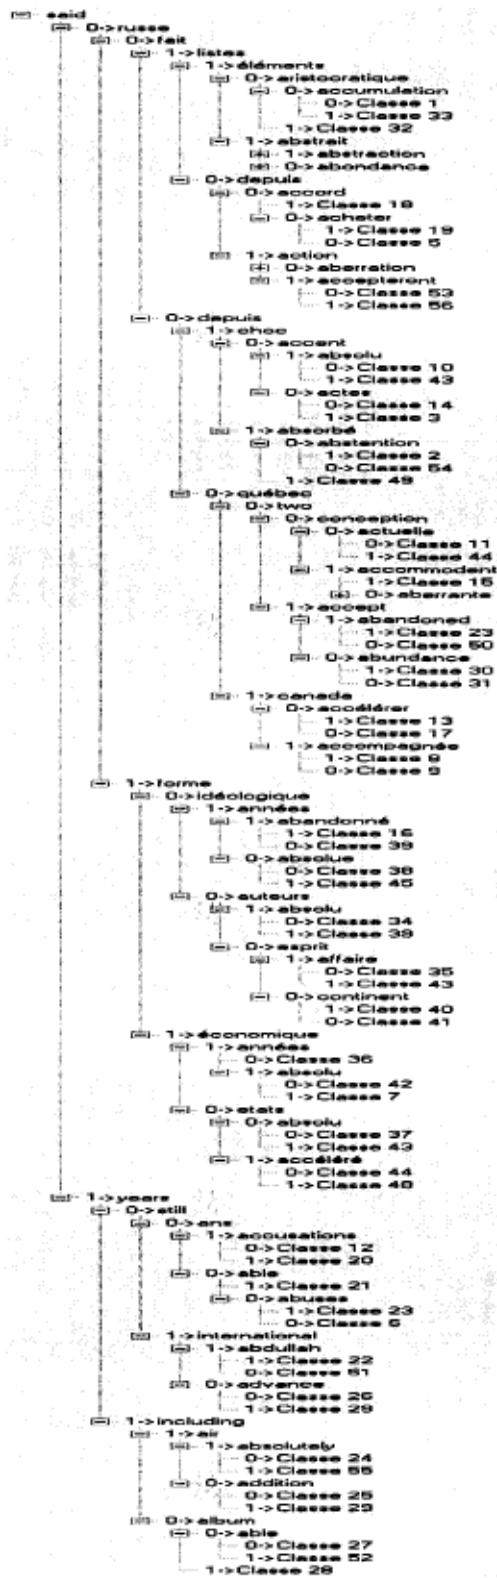 said
0->russe
0->fait
1->listes
1->éléments
0->aristocratique
0->accumulation
0->Classe 1
1->Classe 33
1->Classe 32
1->abstrait
1->abstraction
0->abondance
0->depuis
0->accord
1->Classe 18
0->acheter
1->Classe 19
0->Classe 5
1->action
0->aberration
1->accepteront
0->Classe 53
1->Classe 56
0->depuis
1->choc
0->accent
1->absolu
0->Classe 10
1->Classe 43
0->actes
0->Classe 14
1->Classe 3
1->absorbé
0->abstention
1->Classe 2
0->Classe 54
1->Classe 49
0->québec
0->two
0->conception
0->actuelle
0->Classe 11
1->Classe 44
1->accommodent
1->Classe 15
0->aberrante
1->accept
1->abandoned
1->Classe 23
0->Classe 50
0->abundance
1->Classe 30
0->Classe 31
1->canada
0->accélérer
1->Classe 13
0->Classe 17
1->accompagnée
1->Classe 8
0->Classe 9
1->forme
0->idéologique
1->années
1->abandonné
1->Classe 16
0->Classe 39
0->absolue
0->Classe 38
1->Classe 45
0->auteurs
1->absolu
0->Classe 34
1->Classe 39
0->esprit
1->affaire
0->Classe 35
1->Classe 43
0->continent
1->Classe 40
0->Classe 41
1->économique
1->années
0->Classe 36
1->absolu
0->Classe 42
1->Classe 7
0->etats
0->absolu
0->Classe 37
1->Classe 43
1->accéléré
0->Classe 44
1->Classe 48
1->years
0->still
0->ans
1->accusations
0->Classe 12
1->Classe 20
0->able
1->Classe 21
0->abuses
1->Classe 23
0->Classe 6
1->international
1->abdullah
1->Classe 22
0->Classe 51
0->advance
0->Classe 26
1->Classe 29
1->including
1->air
1->absolutely
0->Classe 24
1->Classe 55
0->addition
0->Classe 25
1->Classe 29
0->album
0->able
0->Classe 27
1->Classe 52
1->Classe 28